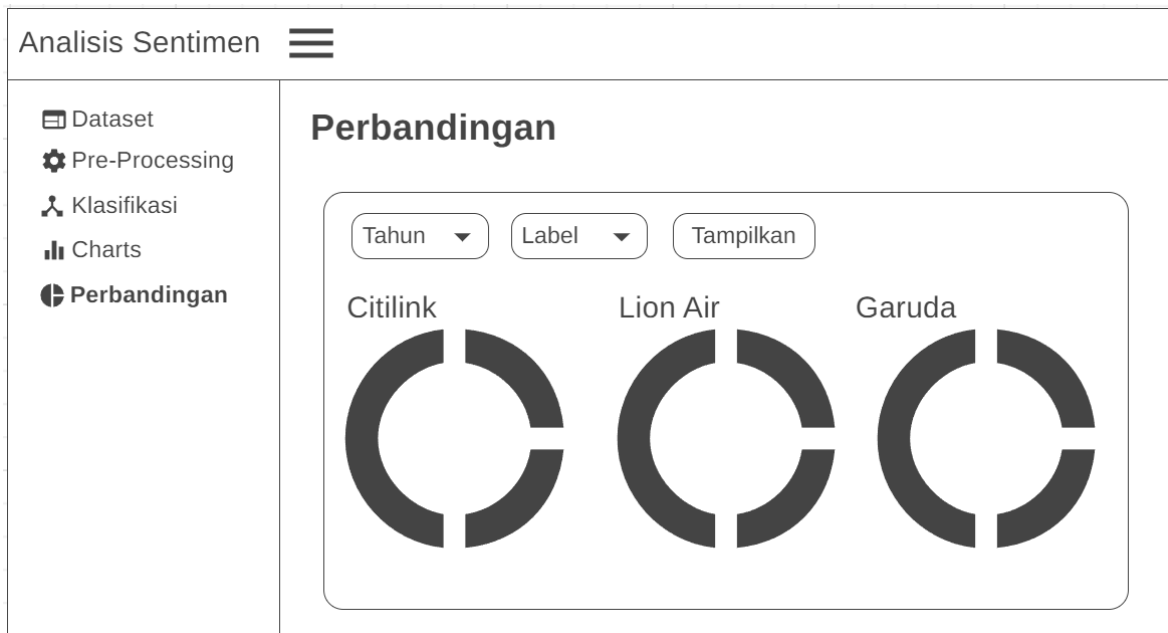 Analisis Sentimen
Dataset
Pre-Processing
Klasifikasi
Charts
Perbandingan
Perbandingan
Tahun
Label
Tampilkan
Citilink
Lion Air
Garuda